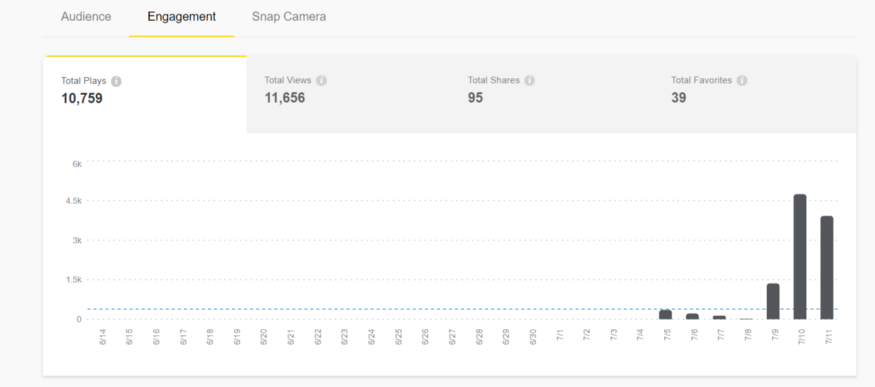 Audience Engagement Snap Camera
Total Plays i Total Views i Total Shares i Total Favorites i
10,759 11,656 95 39
6k
4.5k
3k
1.5k
0
6/14 6/15 6/16 6/17 6/18 6/19 6/20 6/21 6/22 6/23 6/24 6/25 6/26 6/27 6/28 6/29 6/30 7/1 7/2 7/3 7/4 7/5 7/6 7/7 7/8 7/9 7/10 7/11